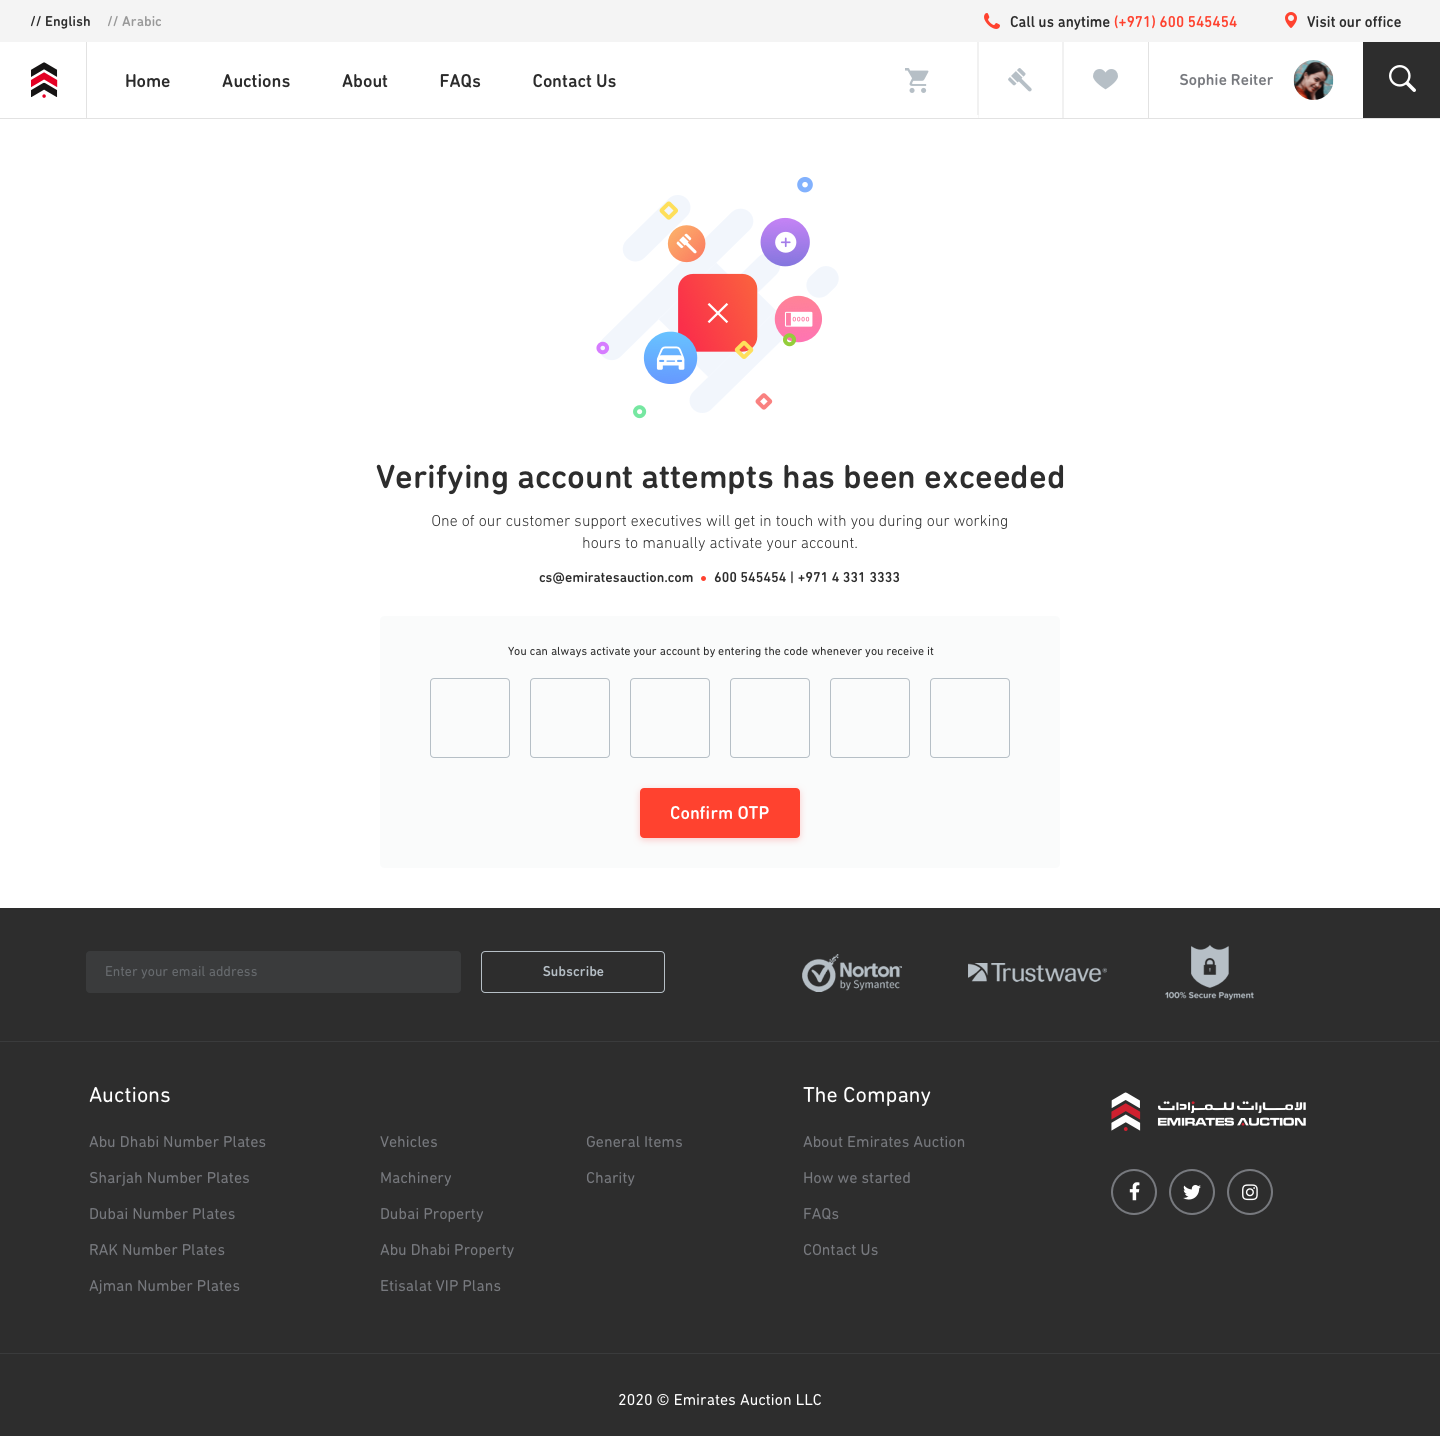 // English // Arabic
Call us anytime (+971) 600 545454
Visit our office
Home Auctions About FAQs Contact Us
Sophie Reiter
0000
Verifying account attempts has been exceeded
One of our customer support executives will get in touch with you during our working
hours to manually activate your account.
cs@emiratesauction.com • 600 545454 | +971 4 331 3333
You can always activate your account by entering the code whenever you receive it
Confirm OTP
Enter your email address
Subscribe
Norton
by Symantec
Trustwave®
100% Secure Payment
Auctions
Abu Dhabi Number Plates
Sharjah Number Plates
Dubai Number Plates
RAK Number Plates
Ajman Number Plates
Vehicles
Machinery
Dubai Property
Abu Dhabi Property
Etisalat VIP Plans
General Items
Charity
The Company
About Emirates Auction
How we started
FAQs
COntact Us
الامارات للمزادات
EMIRATES AUCTION
2020 © Emirates Auction LLC